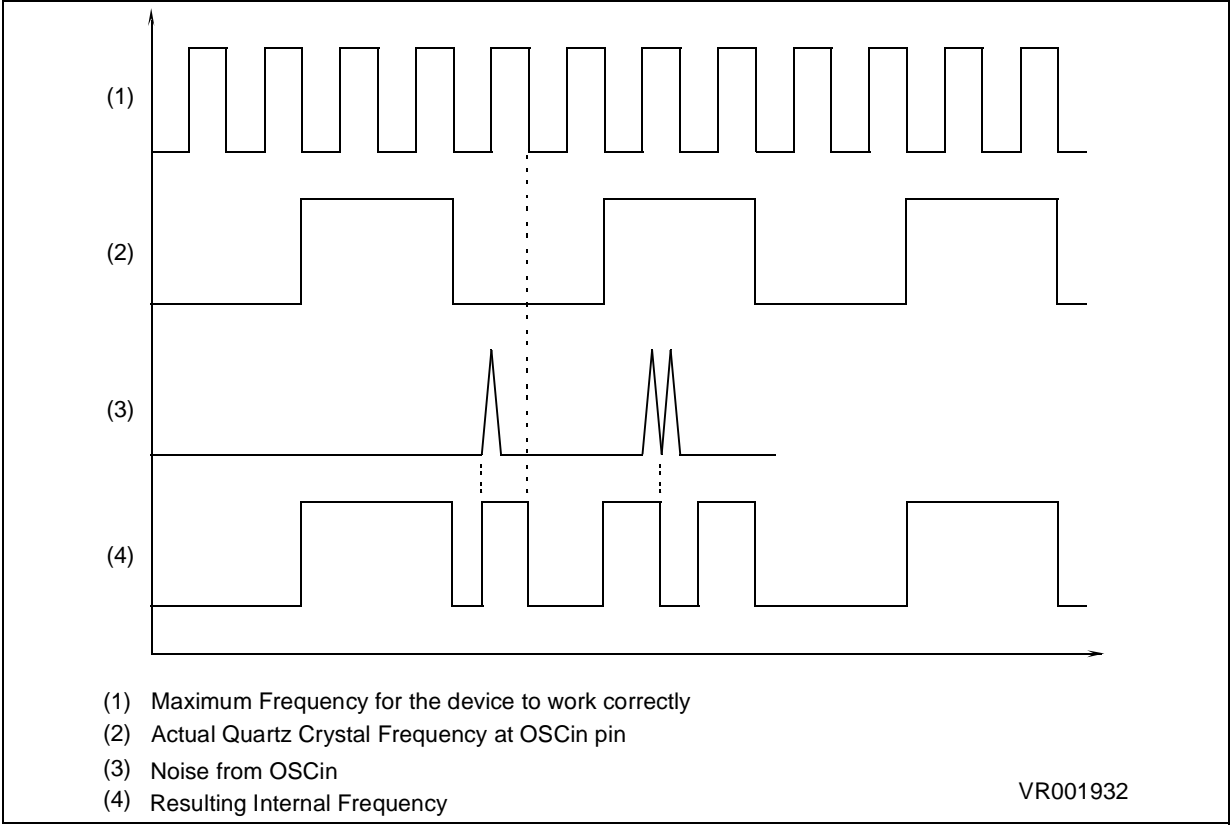 (1)
(2)
(3)
(4)
(1) Maximum Frequency for the device to work correctly
(2) Actual Quartz Crystal Frequency at OSCin pin
(3) Noise from OSCin
(4) Resulting Internal Frequency
VR001932